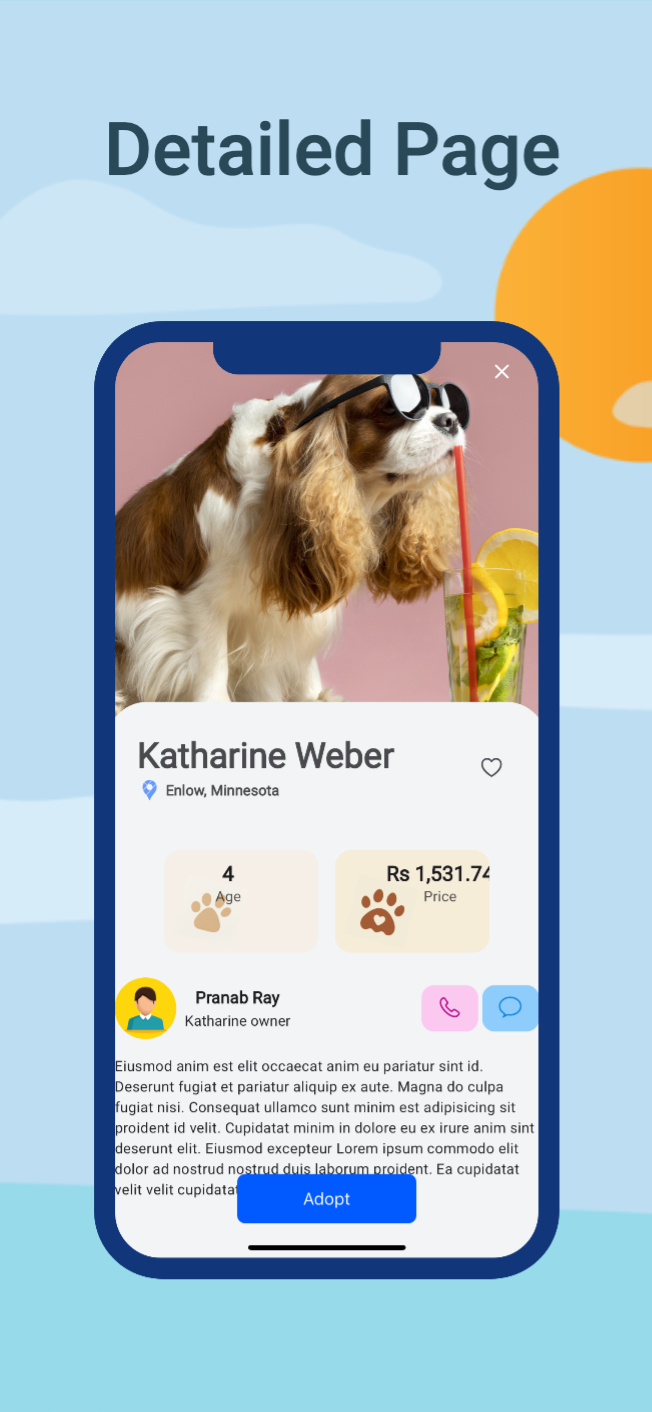 Detailed Page
Katharine Weber
Enlow, Minnesota
4
Age
Rs 1,531.74
Price
Pranab Ray
Katharine owner
Eiusmod anim est elit occaecat anim eu pariatur sint id.
Deserunt fugiat et pariatur aliquip ex aute. Magna do culpa
fugiat nisi. Consequat ullamco sunt minim est adipisicing sit
proident id velit. Cupidatat minim in dolore eu ex irure anim sint
deserunt elit. Eiusmod excepteur Lorem ipsum commodo elit
dolor ad nostrud nostrud duis laborum proident. Ea cupidatat
velit velit cupidatat
Adopt